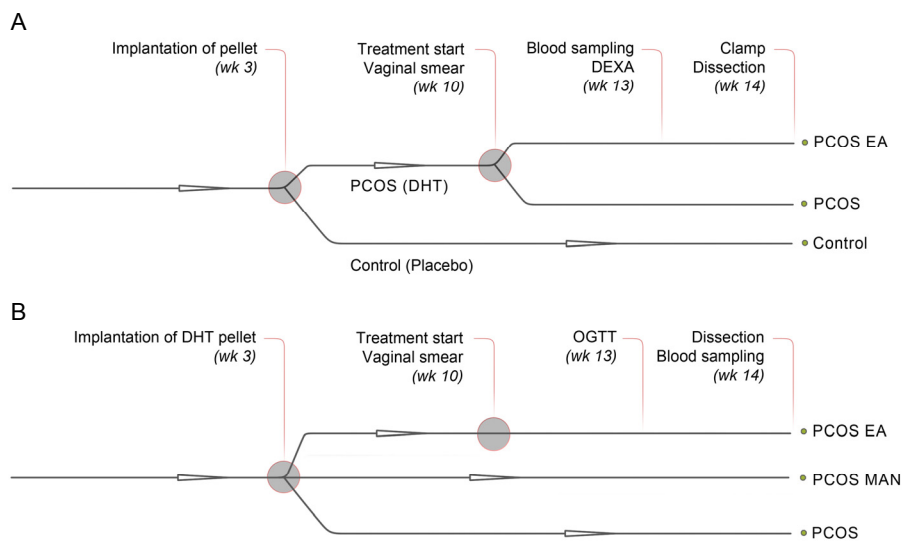 A
Implantation of pellet
(wk 3)
Treatment start
Vaginal smear
(wk 10)
Blood sampling
DEXA
(wk 13)
Clamp
Dissection
(wk 14)
PCOS EA
PCOS (DHT)
PCOS
Control
Control (Placebo)
B
Implantation of DHT pellet
(wk 3)
Treatment start
Vaginal smear
(wk 10)
OGTT
(wk 13)
Dissection
Blood sampling
(wk 14)
PCOS EA
PCOS MAN
PCOS